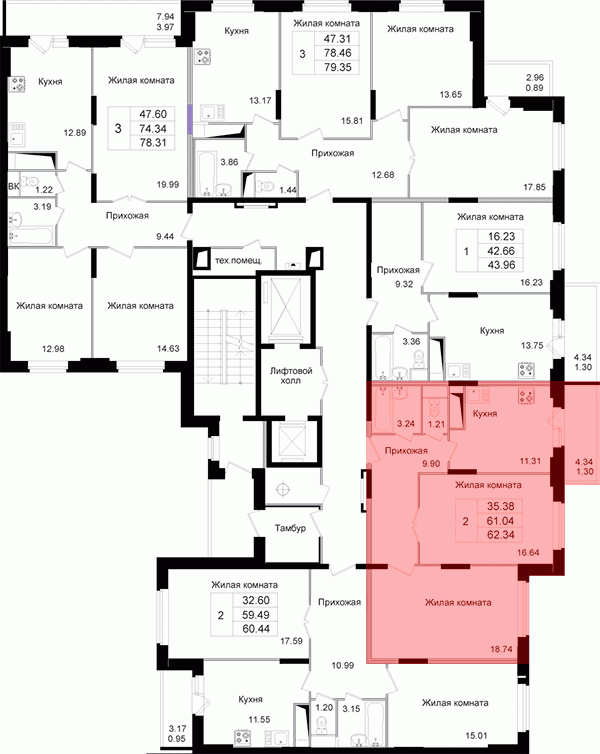 7.94
3.97
Кухня
12.89
Жилая комната
3
47.60
74.34
78.31
19.99
Кухня
13.17
Жилая комната
3
47.31
78.46
79.35
15.81
Жилая комната
13.65
2.96
0.89
Жилая комната
17.85
3.86
1.44
Прихожая
12.68
ВК
1.22
3.19
Прихожая
9.44
Жилая комната
12.98
Жилая комната
14.63
тех.помещ.
Прихожая
9.32
Жилая комната
1
16.23
42.66
43.96
16.23
Кухня
13.75
3.36
4.34
1.30
Лифтовой
холл
3.24
1.21
Кухня
11.31
4.34
1.30
Прихожая
9.90
Жилая комната
2
35.38
61.04
62.34
16.64
Тамбур
Жилая комната
2
32.60
59.49
60.44
17.59
Прихожая
10.99
Жилая комната
18.74
Кухня
11.55
3.17
0.95
1.20
3.15
Жилая комната
15.01